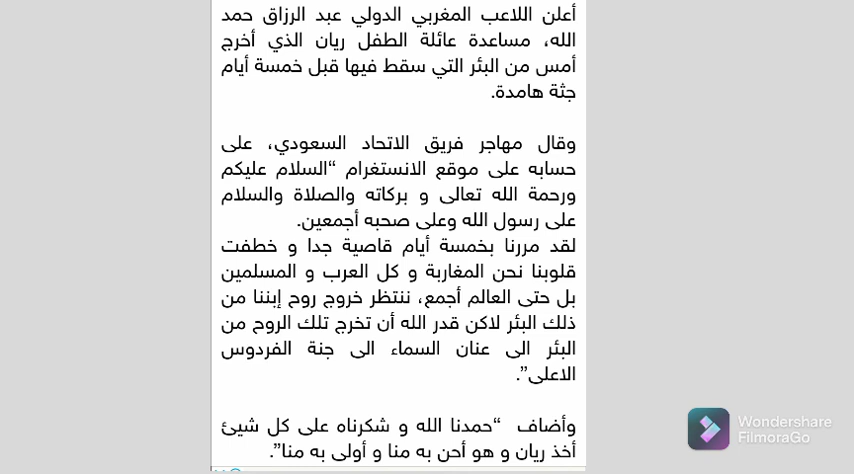 أعلن اللاعب المغربي الدولي عبد الرزاق حمد
الله، مساعدة عائلة الطفل ريان الذي أخرج
أمس من البئر التي سقط فيها قبل خمسة أيام
جثة هامدة.
وقال مهاجر فريق الاتحاد السعودي، على
حسابه على موقع الانستغرام “السلام عليكم
ورحمة الله تعالى و بركاته والصلاة والسلام
على رسول الله وعلى صحبه أجمعين.
لقد مررنا بخمسة أيام قاصية جدا و خطفت
قلوبنا نحن المغاربة و كل العرب و المسلمين
بل حتى العالم أجمع، ننتظر خروج روح إبننا من
ذلك البئر لاكن قدر الله أن تخرج تلك الروح من
البئر الى عنان السماء الى جنة الفردوس
الاعلى”.
وأضاف “حمدنا الله و شكرناه على كل شيئ
أخذ ريان و هو أحن به منا و أولى به منا”.
Wondershare
FilmoraGo